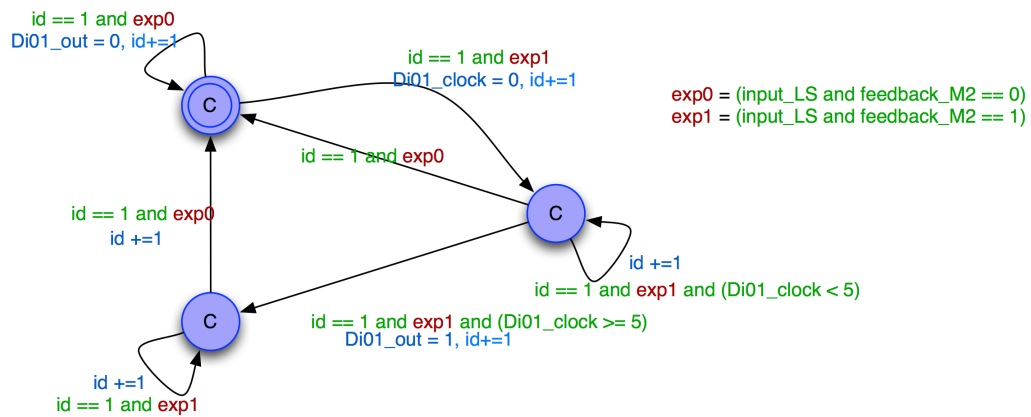 id == 1 and exp0
Di01_out = 0, id+=1
C
id == 1 and exp1
Di01_clock = 0, id+=1
exp0 = (input_LS and feedback_M2 == 0)
exp1 = (input_LS and feedback_M2 == 1)
id == 1 and exp0
C
id == 1 and exp0
id +=1
id +=1
id == 1 and exp1 and (Di01_clock < 5)
C
id == 1 and exp1 and (Di01_clock >= 5)
Di01_out = 1, id+=1
id +=1
id == 1 and exp1